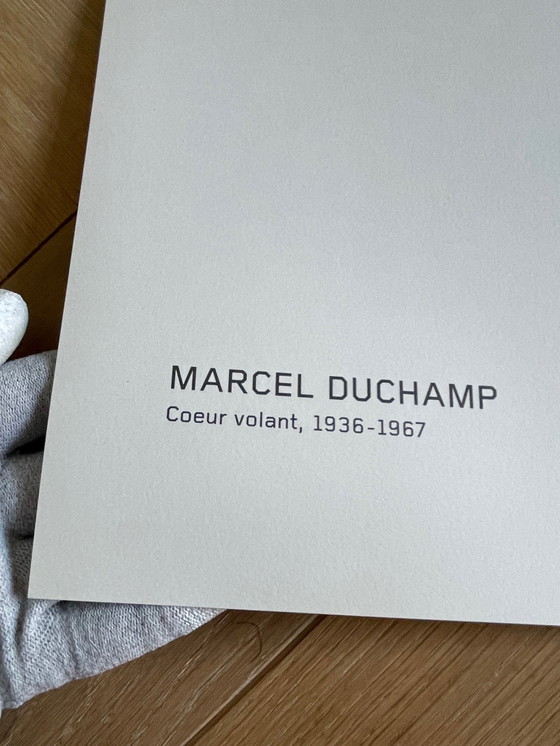 MARCEL DUCHAMP
Coeur volant, 1936-1967